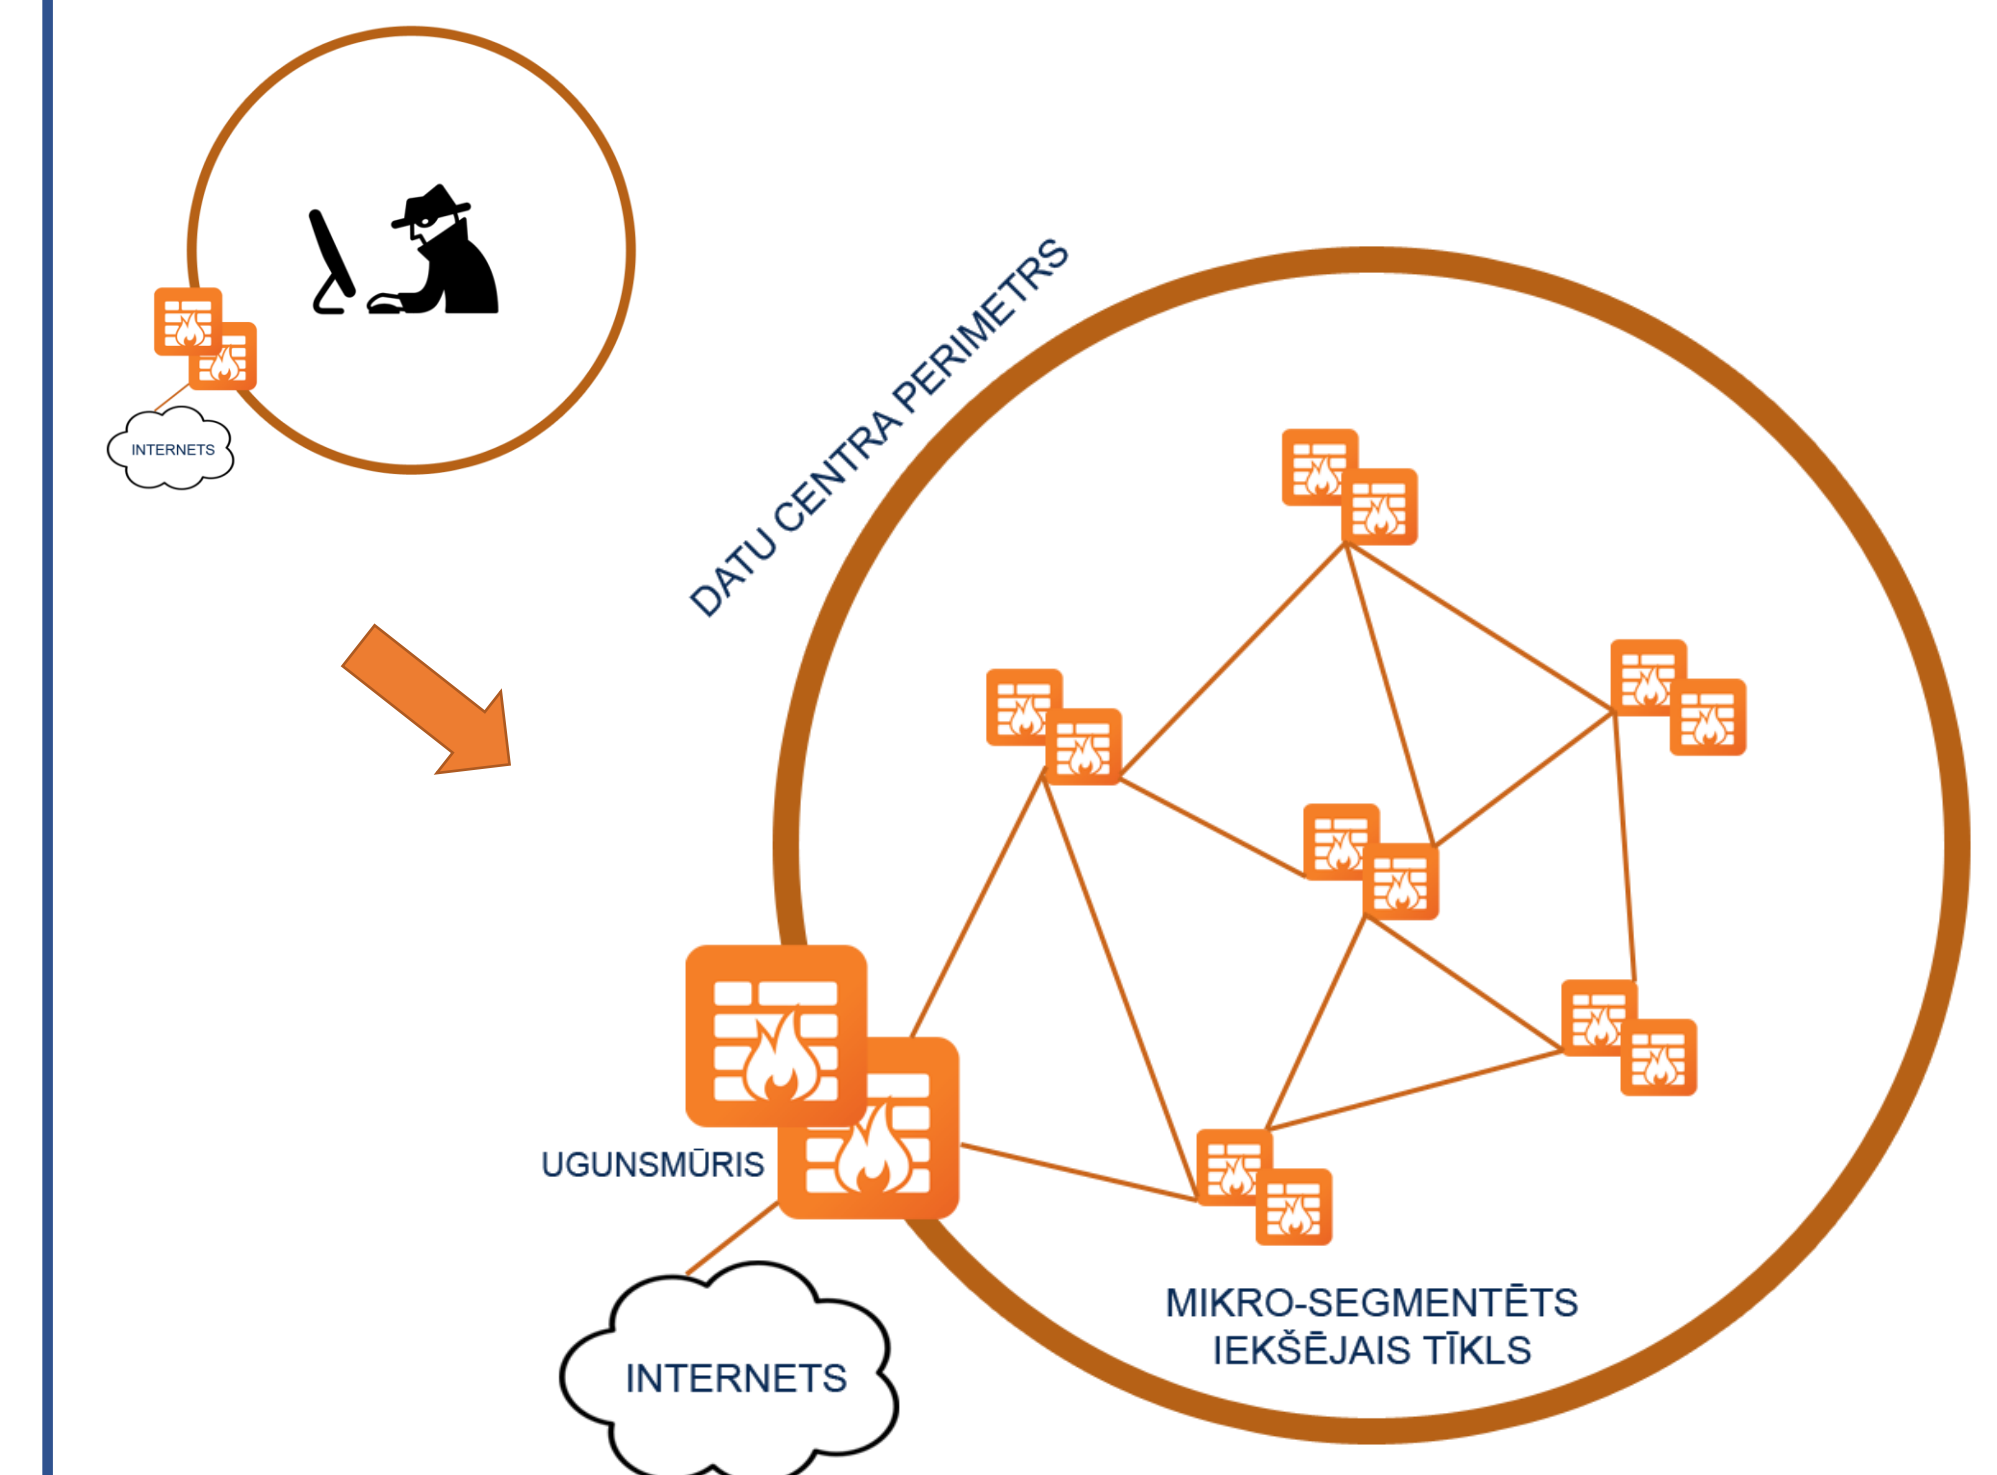 INTERNETS
DATU CENTRA PERIMETRS
UGUNSMŪRIS
INTERNETS
MIKRO-SEGMENTĒTS
IEKŠĒJAIS TĪKLS